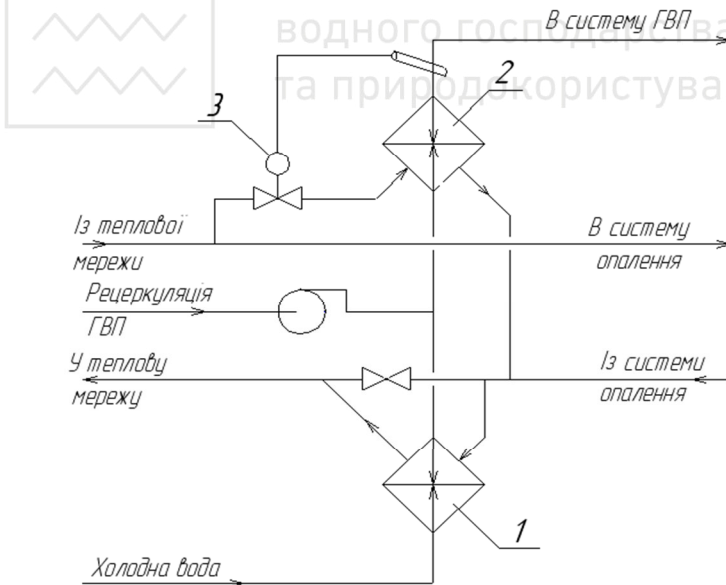 водного господарства
та природокористува
В систему ГВП
2
3
Із теплової
мережи
В систему
опалення
Рецеркуляція
ГВП
У теплову
мережу
Із системи
опалення
1
Холодна вода